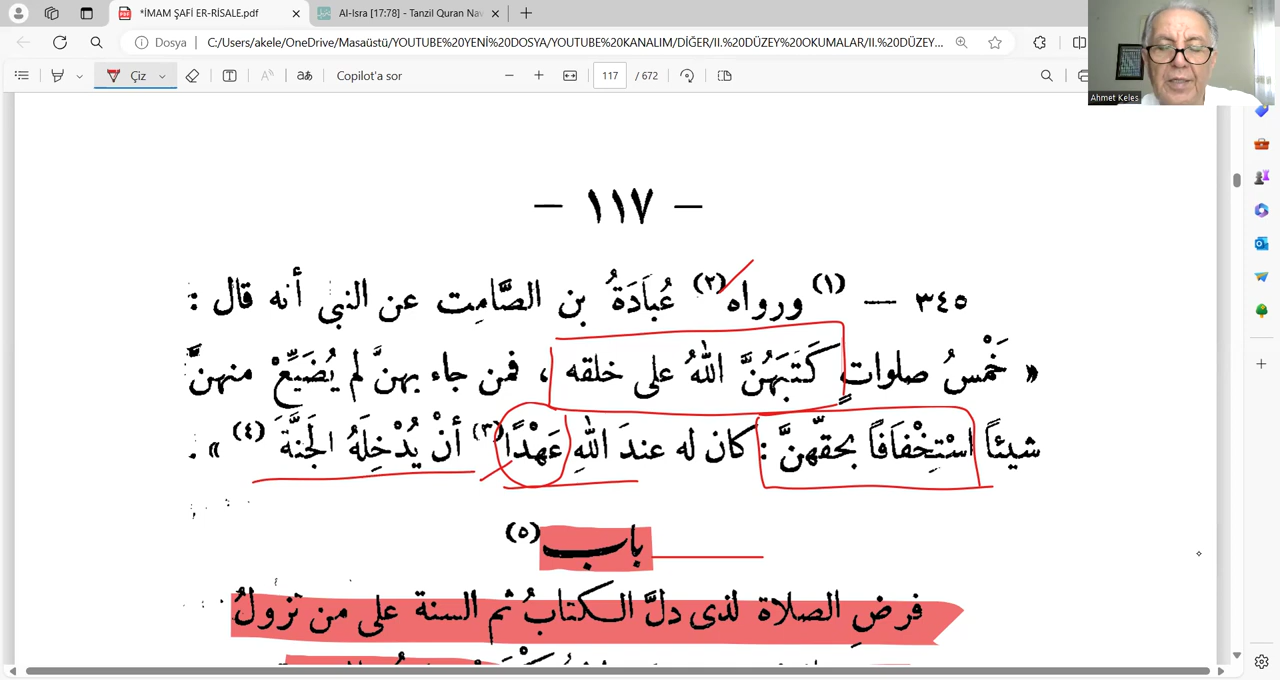 *İMAM ŞAFİ ER-RİSALE.pdf
Al-Isra [17:78] - Tanzil Quran Nav
Dosya
C:/Users/akele/OneDrive/Masaüstü/YOUTUBE%20YENİ%20DOSYA/YOUTUBE%20KANALIM/DİĞER/II.%20DÜZEY%20OKUMALAR/II.%20DÜZEY...
Çiz
Copilot'a sor
117 / 672
Ahmet Keles
— ١١٧ —
٣٤٥ — (١) ورواه (٢) عُبَادَةُ بن الصَّامِت عن النبي أنه قال :
« خَمْسُ صلواتٍ كَتَبَهُنَّ اللهُ على خلقه ، فمن جاء بهنَّ لم يُضَيِّعْ منهنَّ
شيئاً اسْتِخْفَافاً بحقّهنَّ : كان له عندَ اللهِ عَهْدًا (٣) أنْ يُدْخِلَهُ الجَنَّةَ (٤) » .
باب (٥)
فرضِ الصلاة لذى دلَّ الكتابُ ثم السنة على من تزولُ